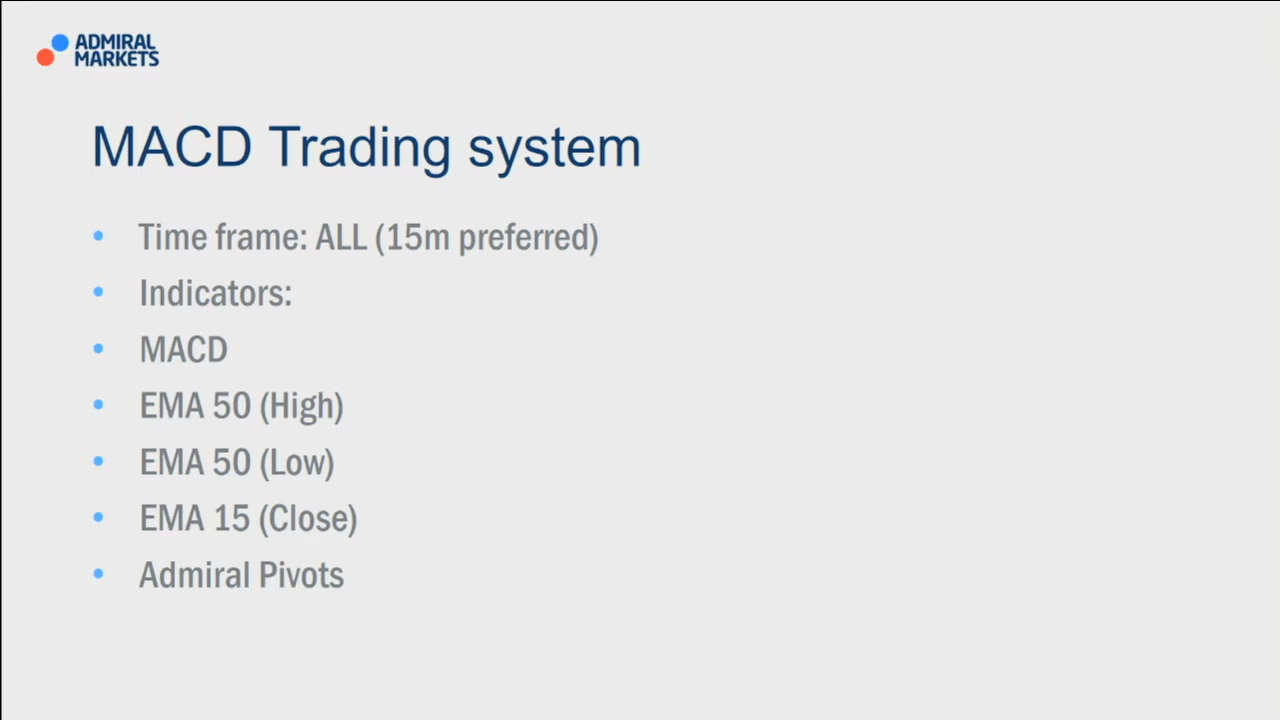 ADMIRAL
MARKETS
MACD Trading system
• Time frame: ALL (15m preferred)
• Indicators:
• MACD
• EMA 50 (High)
• EMA 50 (Low)
• EMA 15 (Close)
• Admiral Pivots